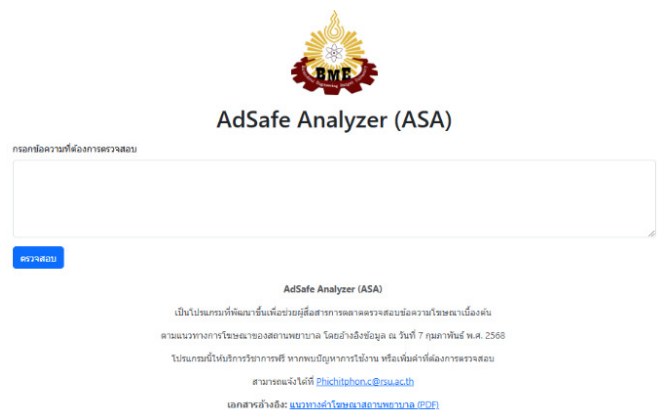 BME
AdSafe Analyzer (ASA)
กรอกข้อความที่ต้องการตรวจสอบ
ตรวจสอบ
AdSafe Analyzer (ASA)
เป็นโปรแกรมที่พัฒนาขึ้นเพื่อช่วยผู้สื่อสารการตลาดตรวจสอบข้อความโฆษณาเบื้องต้น
ตามแนวทางการโฆษณาของสถานพยาบาล โดยอ้างอิงข้อมูล ณ วันที่ 7 กุมภาพันธ์ พ.ศ. 2568
โปรแกรมนี้ให้บริการวิชาการฟรี หากพบปัญหาการใช้งาน หรือเพิ่มคำที่ต้องการตรวจสอบ
สามารถแจ้งได้ที่ Phichitphon.c@rsu.ac.th
เอกสารอ้างอิง: แนวทางคำโฆษณาสถานพยาบาล (PDF)